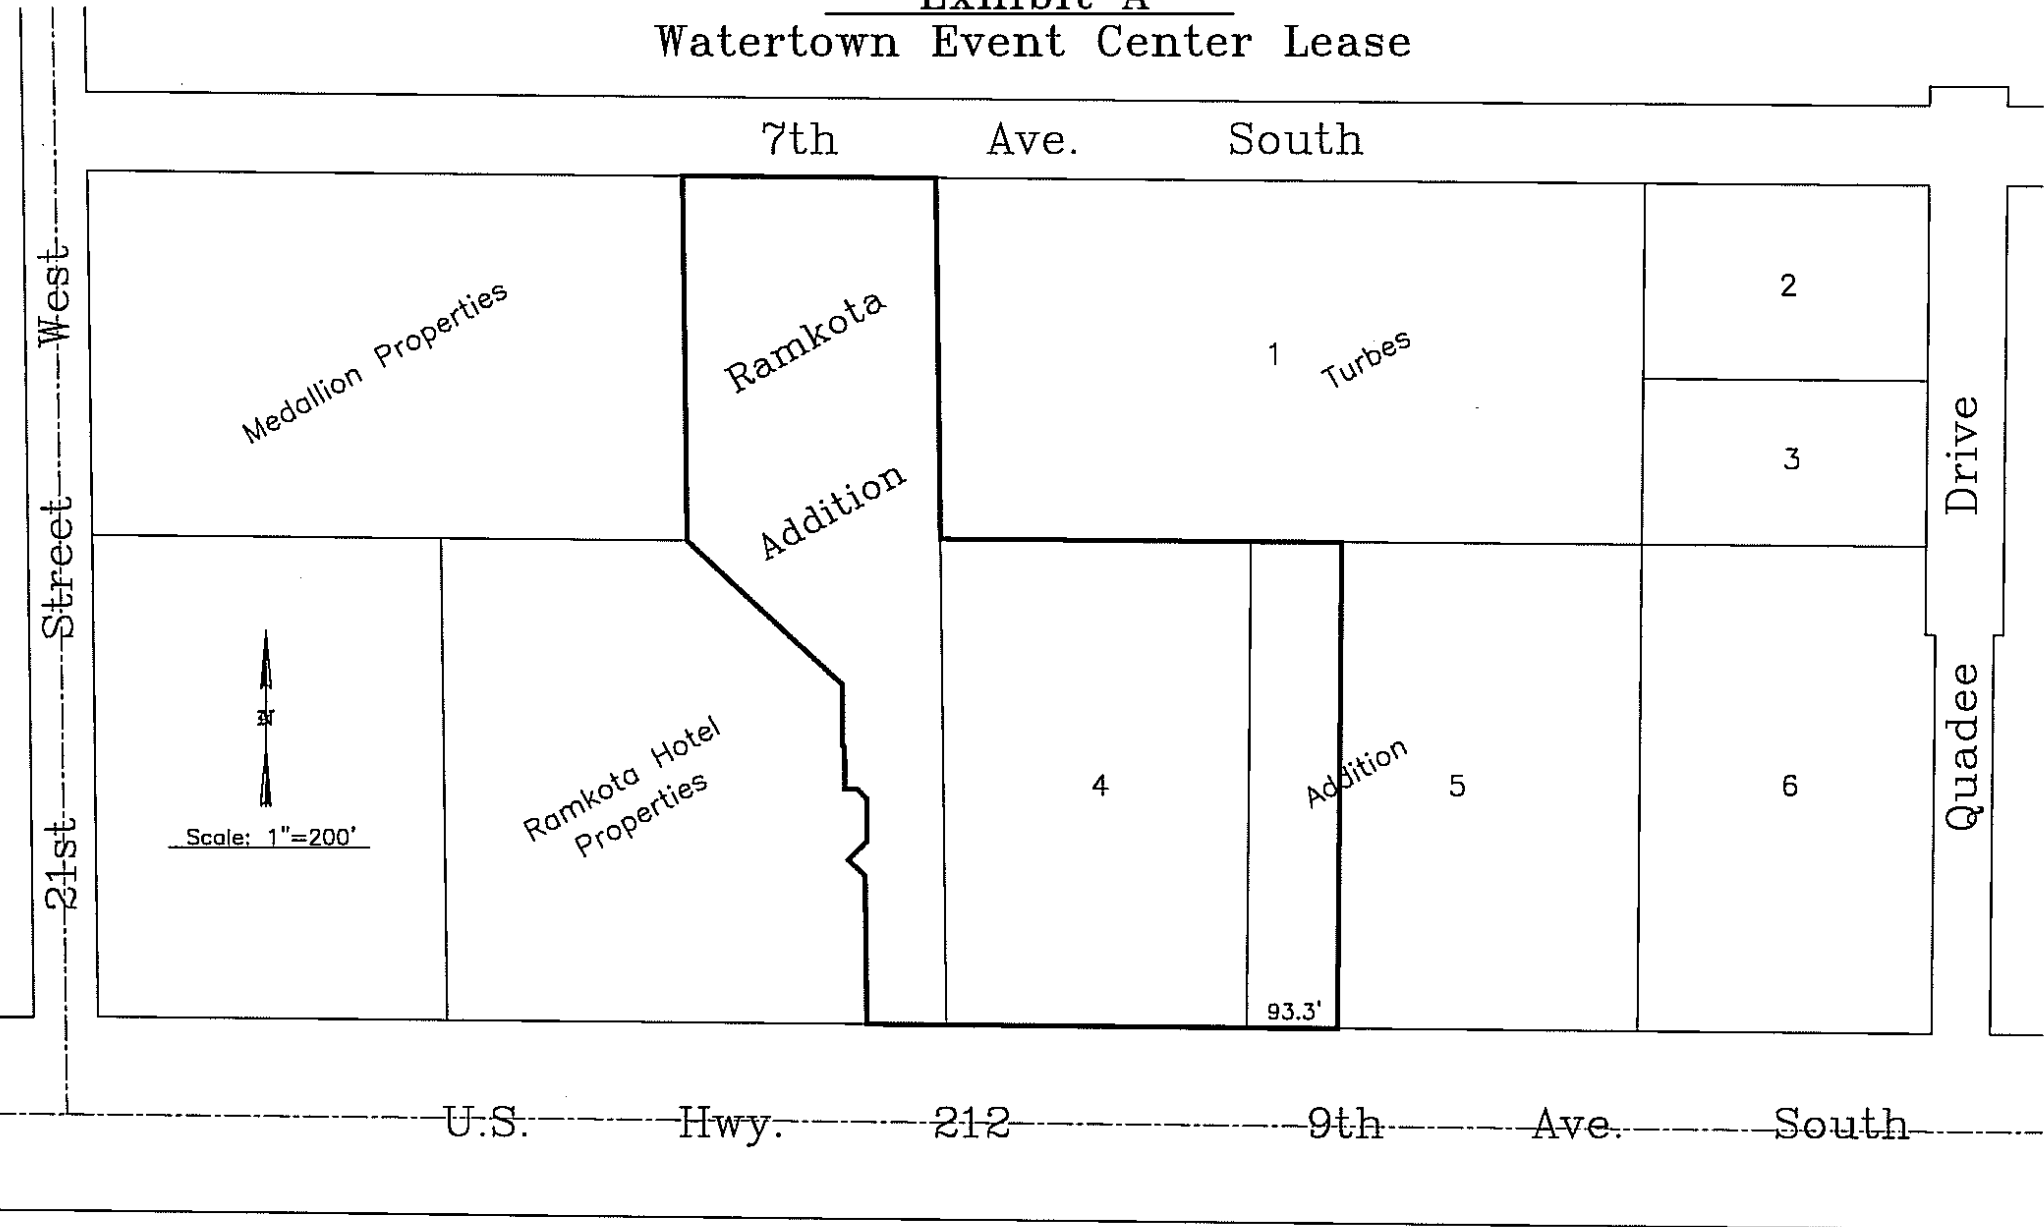 Exhibit A
Watertown Event Center Lease
7th Ave. South
21st Street West
Medallion Properties
Ramkota
Addition
1
Turbes
2
3
Quadee Drive
N
Scale: 1"=200'
Ramkota Hotel
Properties
4
Addition
5
6
93.3'
U.S. Hwy. 212 9th Ave. South